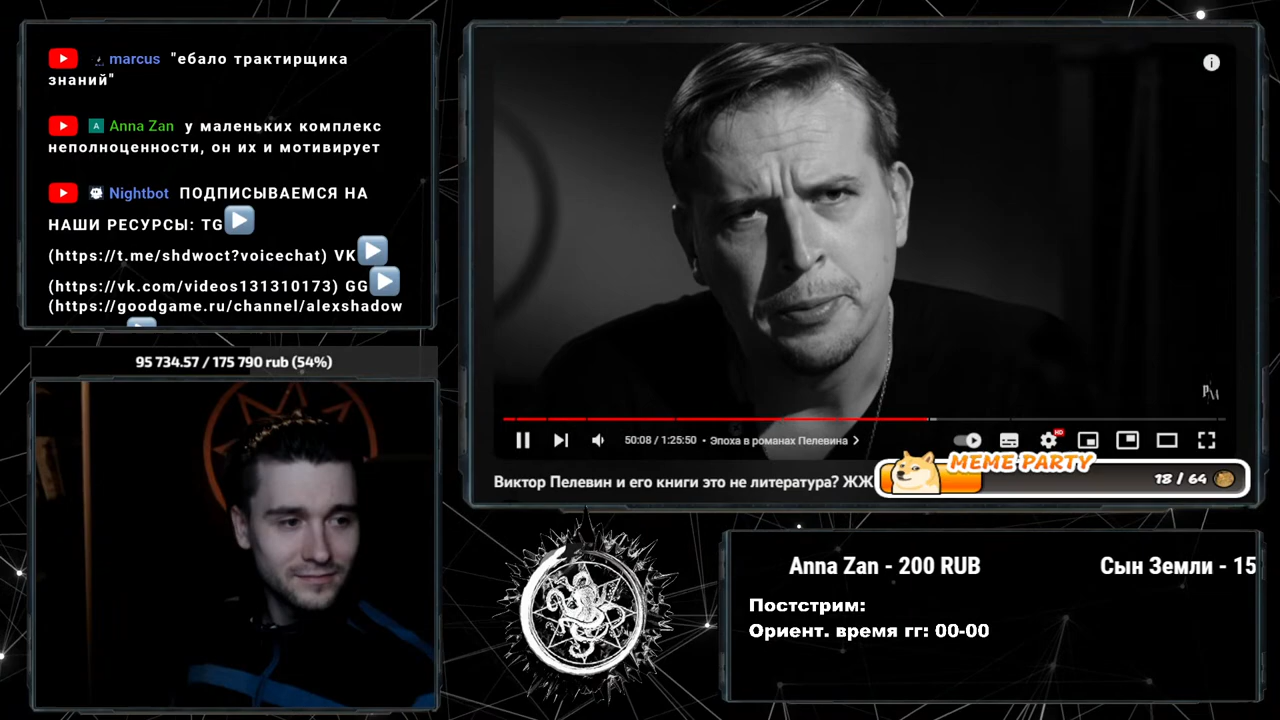 marcus "ебало трактирщика
знаний"
A Anna Zan у маленьких комплекс
неполноценности, он их и мотивирует
Nightbot ПОДПИСЫВАЕМСЯ НА
НАШИ РЕСУРСЫ: TG
(https://t.me/shdwoct?voicechat) VK
(https://vk.com/videos131310173) GG
(https://goodgame.ru/channel/alexshadow
95 734.57 / 175 790 rub (54%)
50:08 / 1:25:50 • Эпоха в романах Пелевина
HD
Виктор Пелевин и его книги это не литература? ЖЖ
MEME PARTY
18 / 64
Anna Zan - 200 RUB Сын Земли - 15
Постстрим:
Ориент. время гг: 00-00